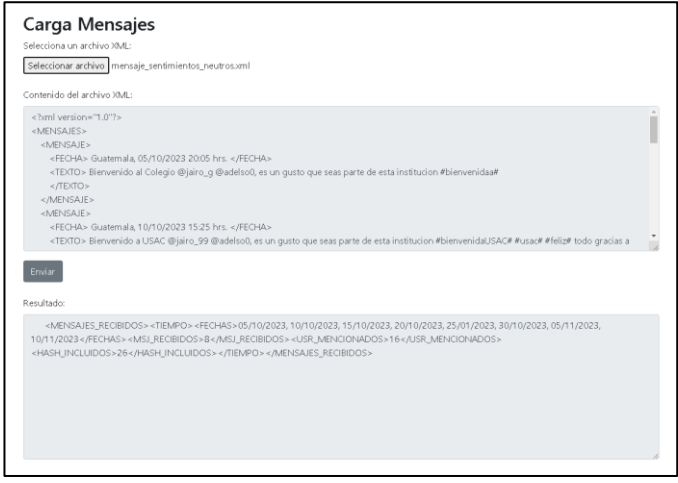 Carga Mensajes
Selecciona un archivo XML:
Seleccionar archivo mensaje_sentimientos_neutros.xml
Contenido del archivo XML:
<?xml version="1.0"?>
<MENSAJES>
<MENSAJE>
<FECHA> Guatemala, 05/10/2023 20:05 hrs. </FECHA>
<TEXTO> Bienvenido al Colegio @jairo_g @adelso0, es un gusto que seas parte de esta institucion #bienvenidaa#
</TEXTO>
</MENSAJE>
<MENSAJE>
<FECHA> Guatemala, 10/10/2023 15:25 hrs. </FECHA>
<TEXTO> Bienvenido a USAC @jairo_99 @adelso0, es un gusto que seas parte de esta institucion #bienvenidaUSAC# #usac# #feliz# todo gracias a
Enviar
Resultado:
<MENSAJES_RECIBIDOS><TIEMPO><FECHAS>05/10/2023, 10/10/2023, 15/10/2023, 20/10/2023, 25/01/2023, 30/10/2023, 05/11/2023,
10/11/2023</FECHAS><MSJ_RECIBIDOS>8</MSJ_RECIBIDOS><USR_MENCIONADOS>16</USR_MENCIONADOS>
<HASH_INCLUIDOS>26</HASH_INCLUIDOS></TIEMPO></MENSAJES_RECIBIDOS>